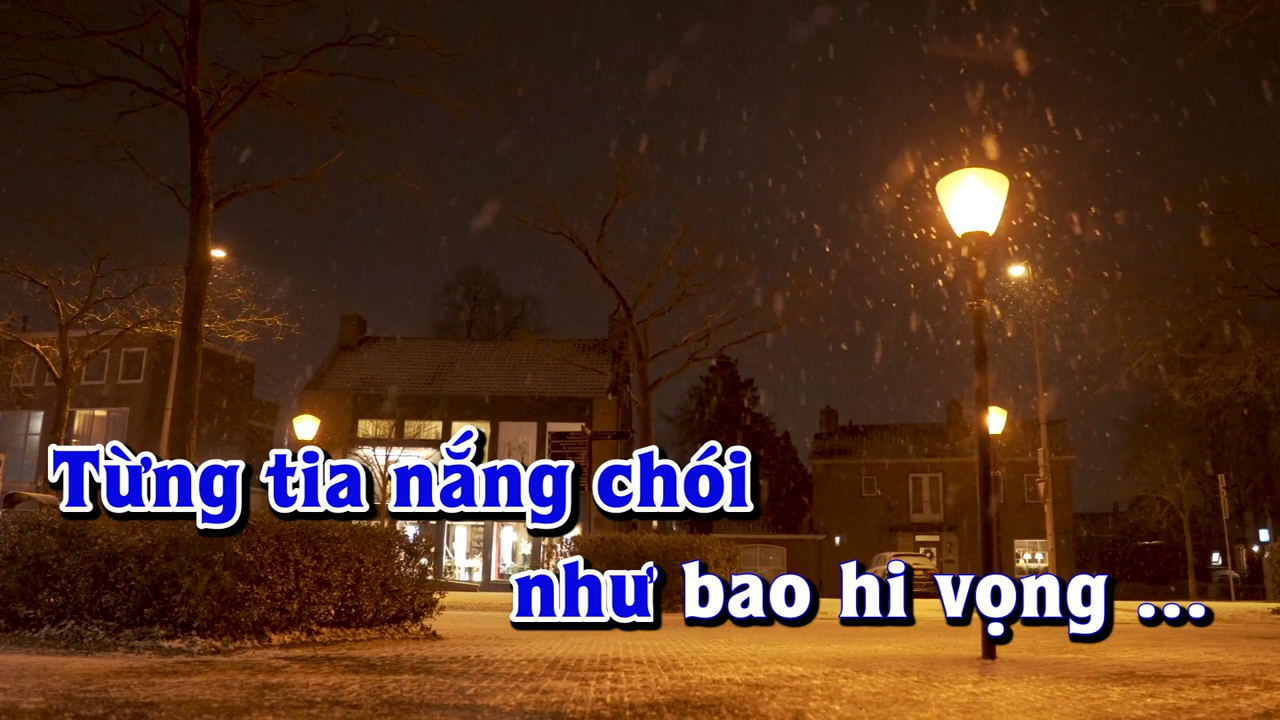 Từng tia nắng chói
như bao hi vọng ...